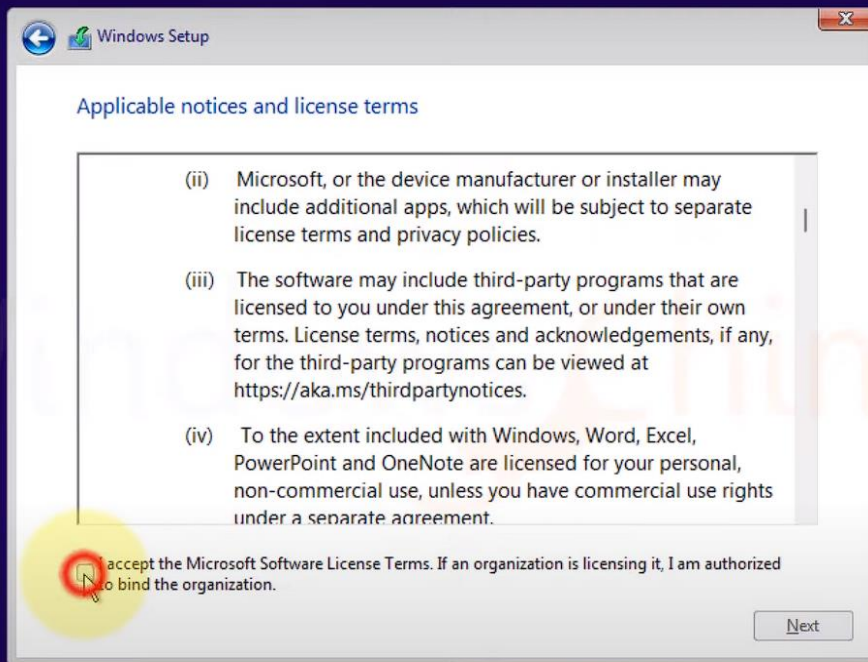 Windows Setup
Applicable notices and license terms
(ii) Microsoft, or the device manufacturer or installer may
include additional apps, which will be subject to separate
license terms and privacy policies.
(iii) The software may include third-party programs that are
licensed to you under this agreement, or under their own
terms. License terms, notices and acknowledgements, if any,
for the third-party programs can be viewed at
https://aka.ms/thirdpartynotices.
(iv) To the extent included with Windows, Word, Excel,
PowerPoint and OneNote are licensed for your personal,
non-commercial use, unless you have commercial use rights
under a separate agreement.
I accept the Microsoft Software License Terms. If an organization is licensing it, I am authorized
to bind the organization.
Next